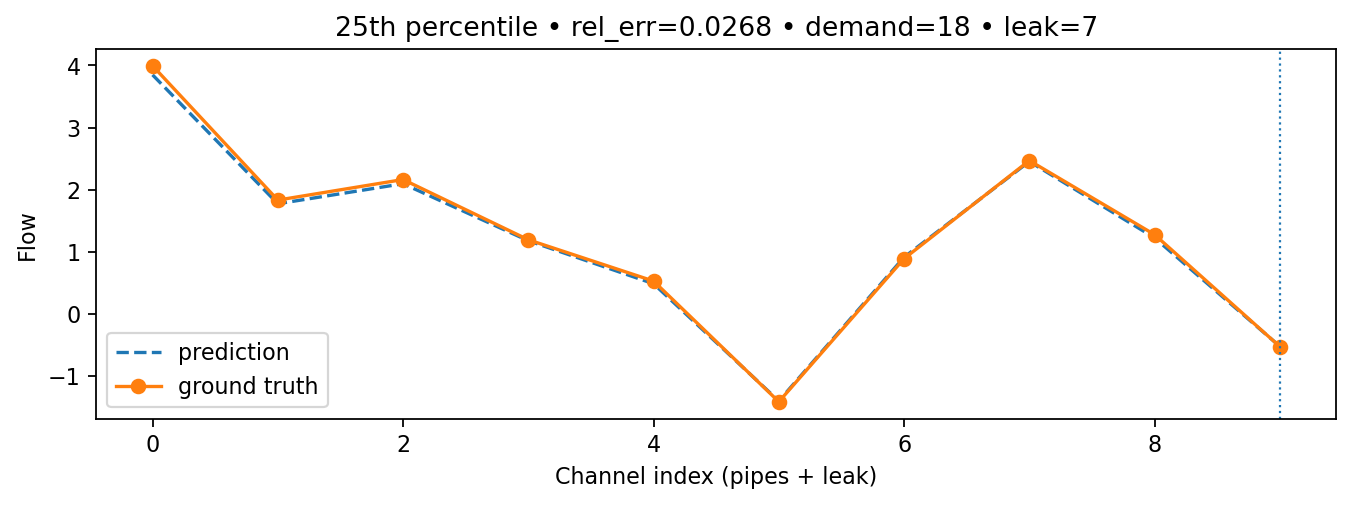 25th percentile • rel_err=0.0268 • demand=18 • leak=7
4
3
2
1
0
−1
Flow
prediction
ground truth
0 2 4 6 8
Channel index (pipes + leak)